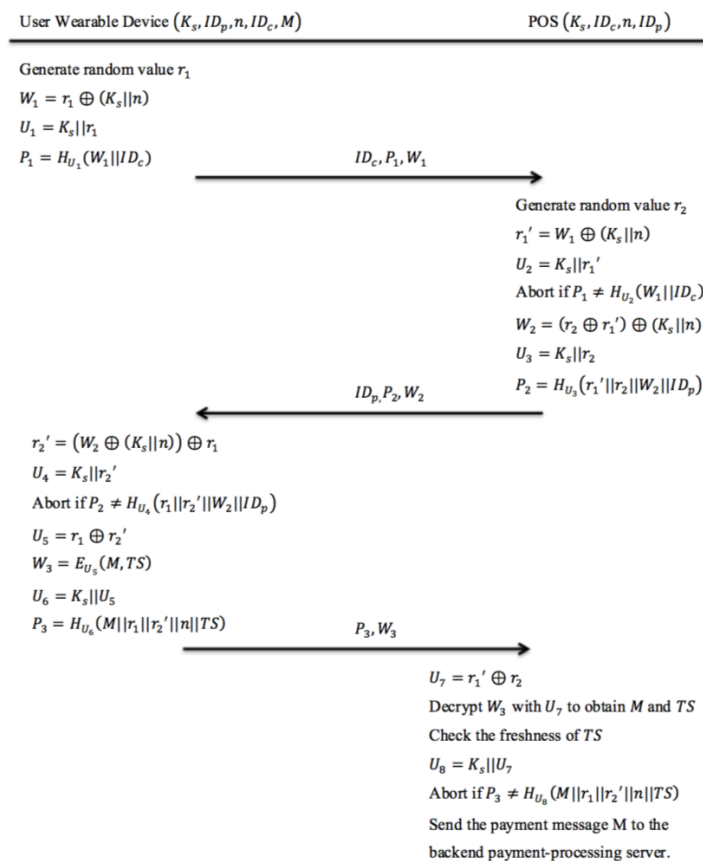 User Wearable Device (K_s, ID_p, n, ID_c, M)
POS (K_s, ID_c, n, ID_p)
Generate random value r_1
W_1 = r_1 ⊕ (K_s||n)
U_1 = K_s||r_1
P_1 = H_{U_1}(W_1||ID_c)
ID_c, P_1, W_1
Generate random value r_2
r_1′ = W_1 ⊕ (K_s||n)
U_2 = K_s||r_1′
Abort if P_1 ≠ H_{U_2}(W_1||ID_c)
W_2 = (r_2 ⊕ r_1′) ⊕ (K_s||n)
U_3 = K_s||r_2
P_2 = H_{U_3}(r_1′||r_2||W_2||ID_p)
ID_p, P_2, W_2
r_2′ = (W_2 ⊕ (K_s||n)) ⊕ r_1
U_4 = K_s||r_2′
Abort if P_2 ≠ H_{U_4}(r_1||r_2′||W_2||ID_p)
U_5 = r_1 ⊕ r_2′
W_3 = E_{U_5}(M, TS)
U_6 = K_s||U_5
P_3 = H_{U_6}(M||r_1||r_2′||n||TS)
P_3, W_3
U_7 = r_1′ ⊕ r_2
Decrypt W_3 with U_7 to obtain M and TS
Check the freshness of TS
U_8 = K_s||U_7
Abort if P_3 ≠ H_{U_8}(M||r_1||r_2′||n||TS)
Send the payment message M to the
backend payment-processing server.